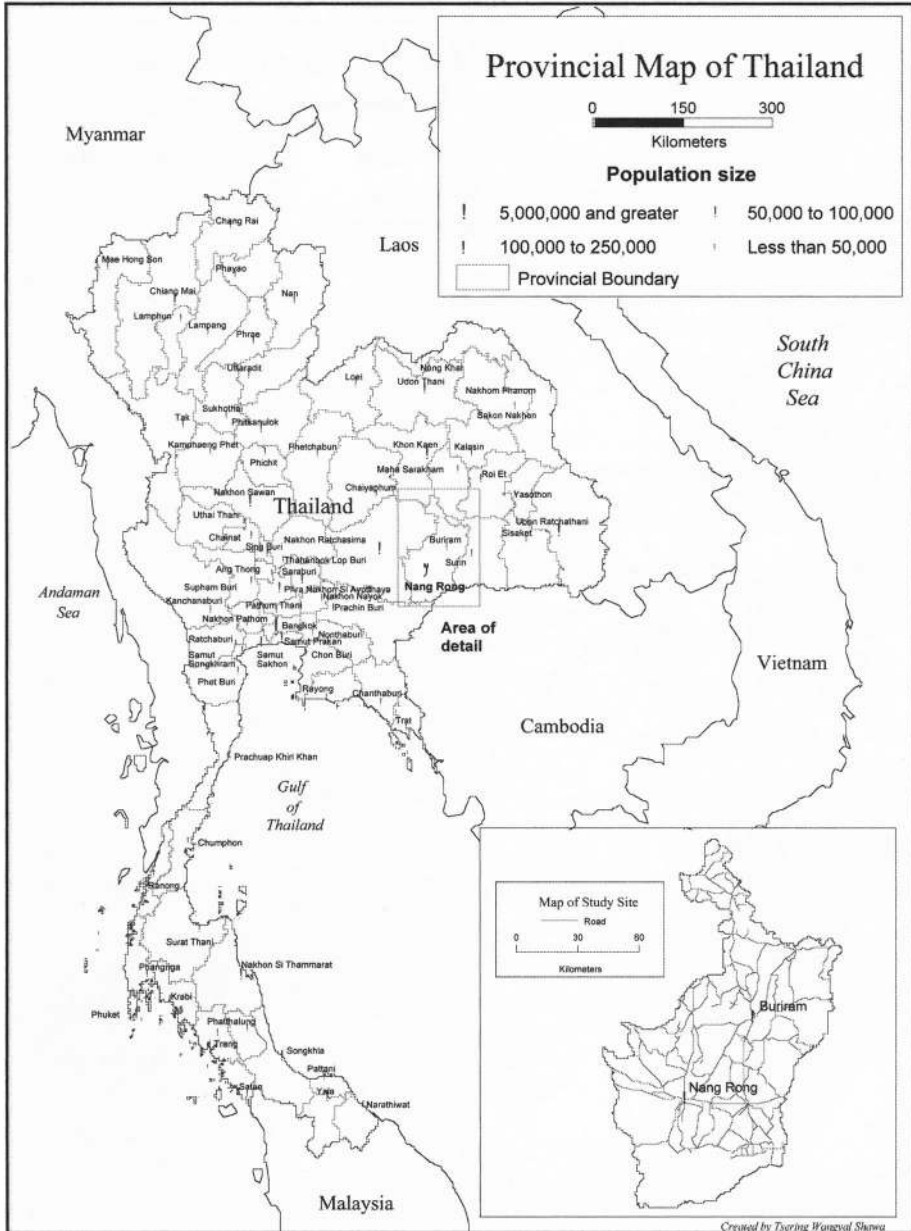 Provincial Map of Thailand
0 150 300
Kilometers
Population size
! 5,000,000 and greater
! 50,000 to 100,000
! 100,000 to 250,000
Less than 50,000
Provincial Boundary
Myanmar
Laos
South
China
Sea
Chang Rai
Mae Hong Son
Phayao
Nan
Chiang Mai
Lamphun
Lampang
Phrae
Uttaradit
Loei
Nong Khai
Udon Thani
Nakhom Phanom
Sakon Nakhon
Sukhothai
Tak
Phitsanulok
Kamphaeng Phet
Phetchabun
Khon Kaen
Kalasin
Phichit
Maha Sarakham
Roi Et
Chaiyaphum
Nakhon Sawan
Yasothon
Thailand
Uthai Thani
Ubon Ratchathani
Sisaket
Chainat
Nakhon Ratchasima
Buriram
Sing Buri
Thahanbok Lop Buri
Surin
Ang Thong
Saraburi
Supham Buri
Phra Nakhon Si Ayutthaya
Nang Rong
Nakhon Nayok
Kanchanaburi
Pathum Thani
Prachin Buri
Nakhon Pathom
Bangkok
Area of
detail
Nonthaburi
Ratchaburi
Samut Prakan
Samut
Songkhram
Samut
Sakhon
Chon Buri
Phet Buri
Rayong
Chanthaburi
Trat
Andaman
Sea
Vietnam
Cambodia
Prachuap Khiri Khan
Gulf
of
Thailand
Chumphon
Ranong
Surat Thani
Nakhon Si Thammarat
Phangnga
Krabi
Phuket
Phatthalung
Trang
Songkhla
Pattani
Satun
Yala
Narathiwat
Malaysia
Map of Study Site
Road
0 30 60
Kilometers
Buriram
Nang Rong
Created by Tsering Wangyal Shawa